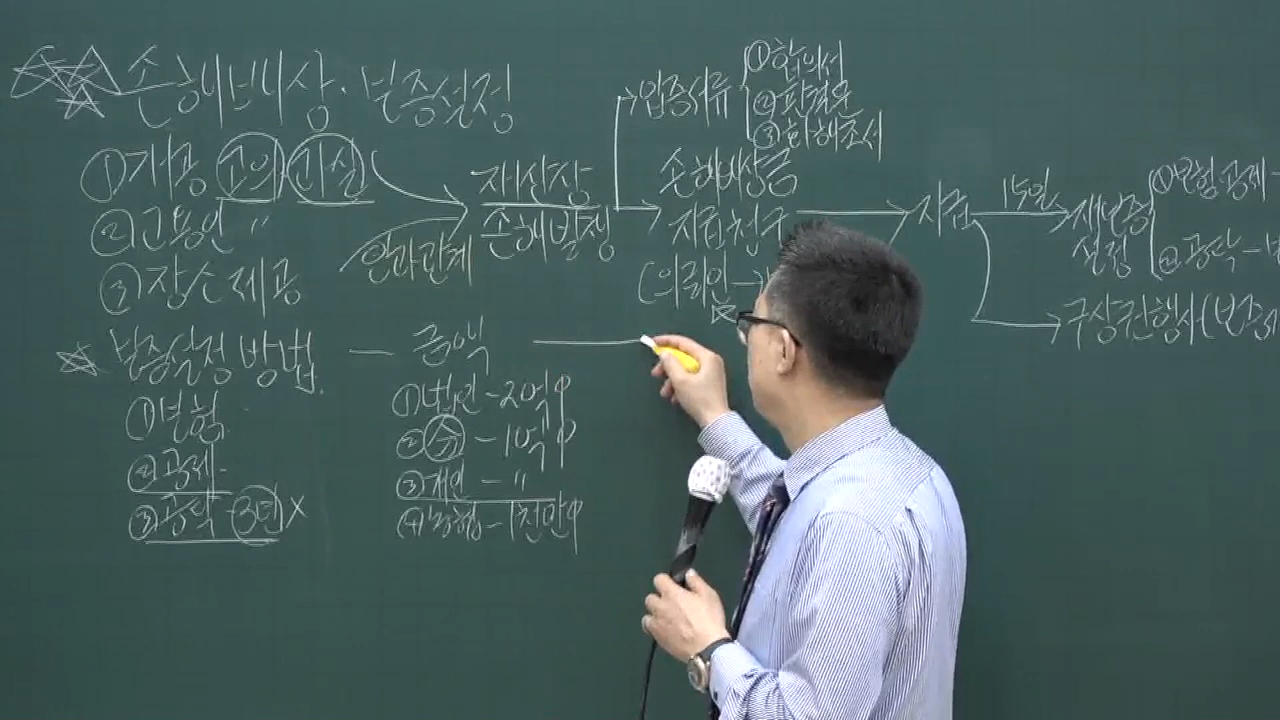 손해배상·보증설정
①개공 고의 과실
②고용인 〃
③장소제공
인과관계
재산상
손해발생
입증서류
①합의서
②판결문
③화해조서
손해배상금
지급청구
(의뢰인→
지급
15일
재보증
설정
①보험, 공제-
②공탁-보
구상권행사(보증
보증설정방법 — 금액
①보험
②공제
③공탁-3년X
①법인-2억↑
②분-1억↑
③개인-〃
④농협-1천만↑